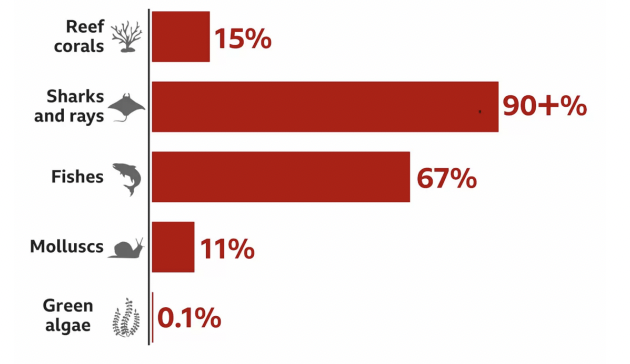 Reef
corals
15%
Sharks
and rays
90+%
Fishes
67%
Molluscs
11%
Green
algae
0.1%